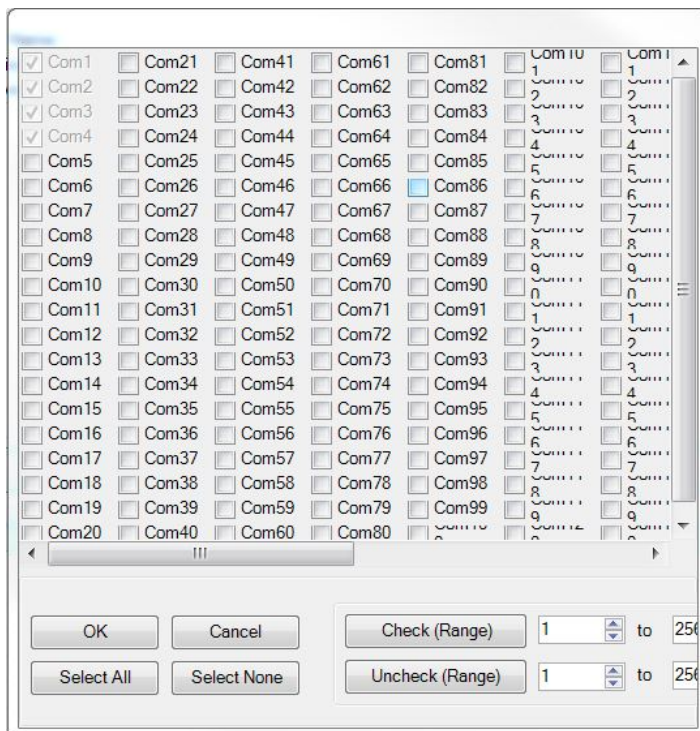 Com1 Com21 Com41 Com61 Com81 Com10 Com1
Com2 Com22 Com42 Com62 Com82
Com3 Com23 Com43 Com63 Com83
Com4 Com24 Com44 Com64 Com84
Com5 Com25 Com45 Com65 Com85
Com6 Com26 Com46 Com66 Com86
Com7 Com27 Com47 Com67 Com87
Com8 Com28 Com48 Com68 Com88
Com9 Com29 Com49 Com69 Com89
Com10 Com30 Com50 Com70 Com90
Com11 Com31 Com51 Com71 Com91
Com12 Com32 Com52 Com72 Com92
Com13 Com33 Com53 Com73 Com93
Com14 Com34 Com54 Com74 Com94
Com15 Com35 Com55 Com75 Com95
Com16 Com36 Com56 Com76 Com96
Com17 Com37 Com57 Com77 Com97
Com18 Com38 Com58 Com78 Com98
Com19 Com39 Com59 Com79 Com99
Com20 Com40 Com60 Com80
OK Cancel Check (Range) 1 to 256
Select All Select None Uncheck (Range) 1 to 256